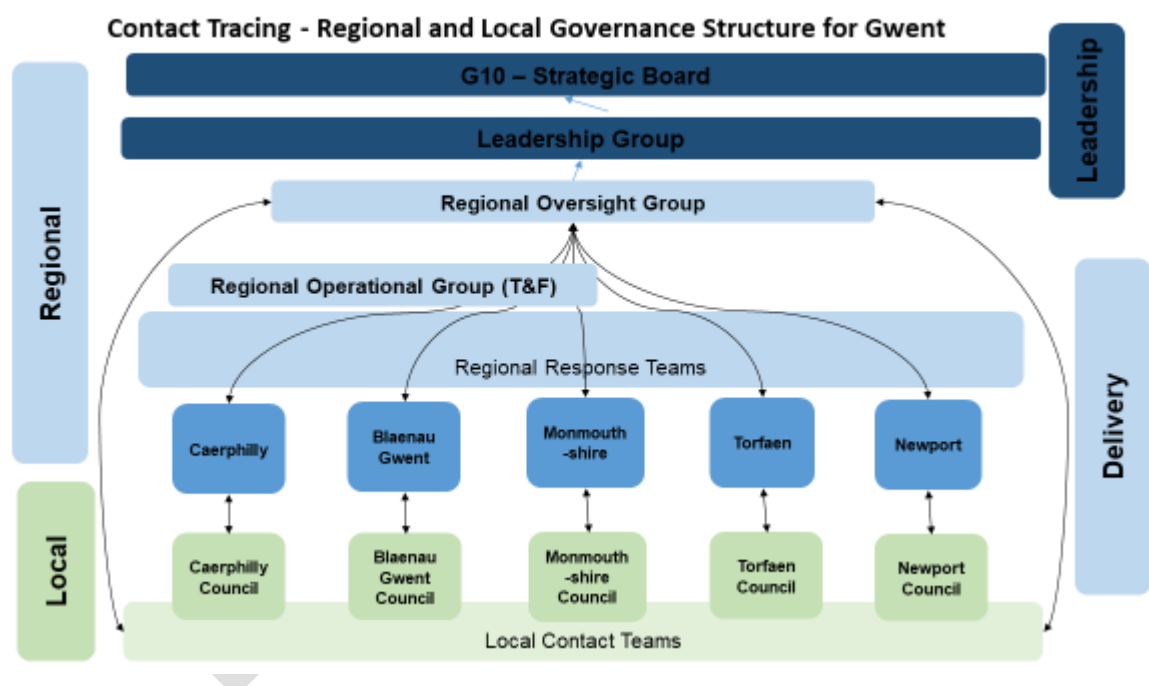 Contact Tracing - Regional and Local Governance Structure for Gwent
G10 – Strategic Board
Leadership Group
Leadership
Regional
Regional Oversight Group
Regional Operational Group (T&F)
Regional Response Teams
Delivery
Caerphilly
Blaenau
Gwent
Monmouth
-shire
Torfaen
Newport
Local
Caerphilly
Council
Blaenau
Gwent
Council
Monmouth
-shire
Council
Torfaen
Council
Newport
Council
Local Contact Teams